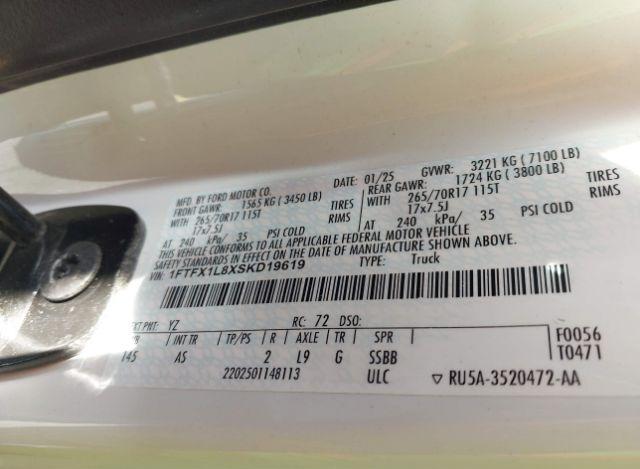 MFD. BY FORD MOTOR CO.
DATE: 01/25 GVWR: 3221 KG ( 7100 LB)
FRONT GAWR: 1565 KG ( 3450 LB)
REAR GAWR: 1724 KG ( 3800 LB)
WITH 265/70R17 115T TIRES
WITH 265/70R17 115T TIRES
17x7.5J RIMS
17x7.5J RIMS
AT 240 kPa/ 35 PSI COLD
AT 240 kPa/ 35 PSI COLD
THIS VEHICLE CONFORMS TO ALL APPLICABLE FEDERAL MOTOR VEHICLE
SAFETY STANDARDS IN EFFECT ON THE DATE OF MANUFACTURE SHOWN ABOVE.
VIN: 1FTFX1L8XSKD19619 TYPE: Truck
EXT PNT: YZ RC: 72 DSO: F0056
INT TR TP/PS R AXLE TR SPR T0471
145 AS 2 L9 G SSBB
2202501148113 ULC ▽ RU5A-3520472-AA